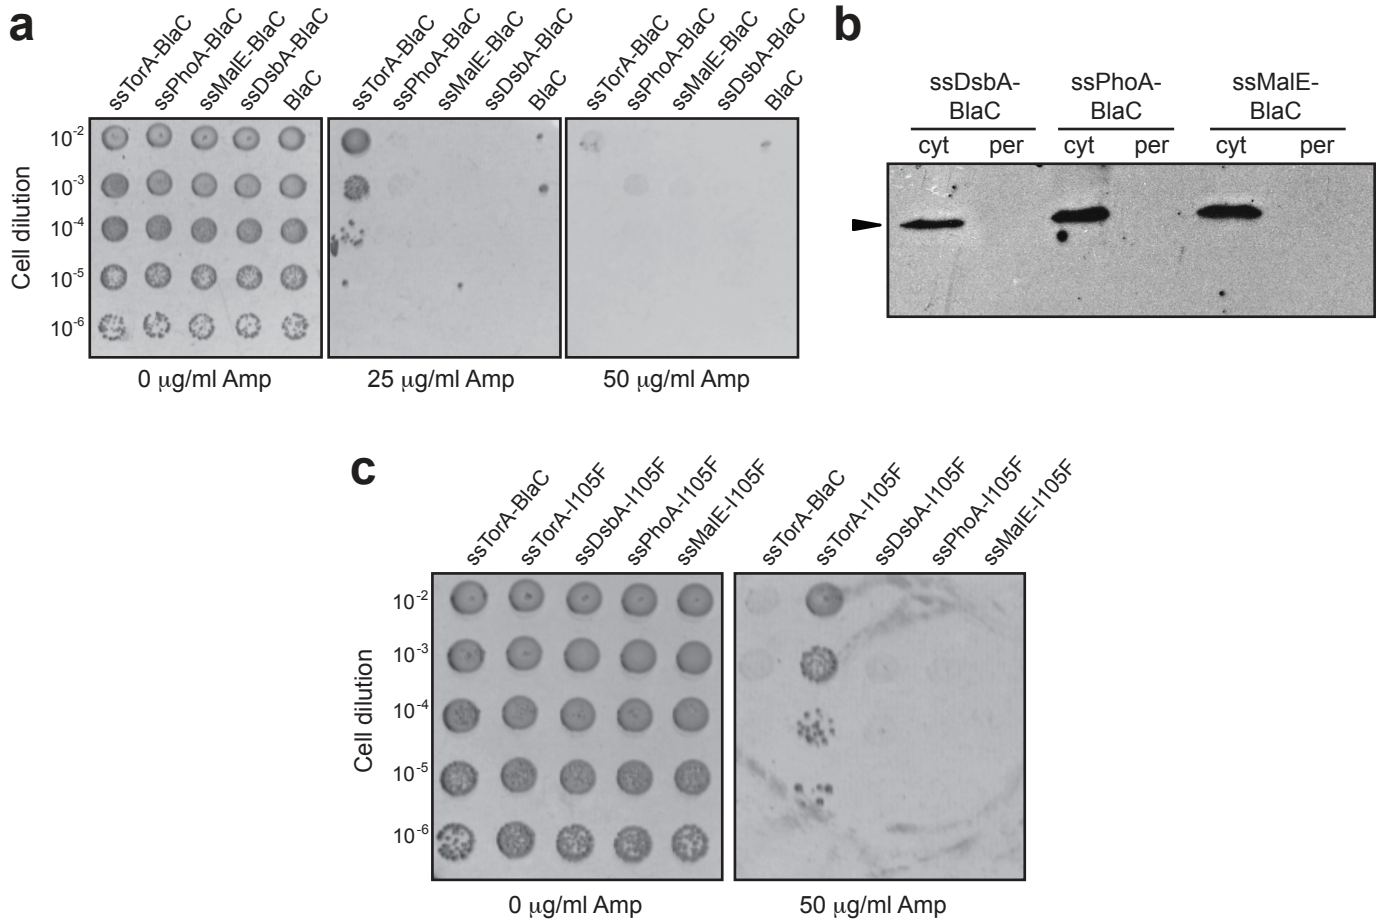 a
ssTorA-BlaC
ssPhoA-BlaC
ssMalE-BlaC
ssDsbA-BlaC
BlaC
ssTorA-BlaC
ssPhoA-BlaC
ssMalE-BlaC
ssDsbA-BlaC
BlaC
ssTorA-BlaC
ssPhoA-BlaC
ssMalE-BlaC
ssDsbA-BlaC
BlaC
Cell dilution
10-2
10-3
10-4
10-5
10-6
0 μg/ml Amp
25 μg/ml Amp
50 μg/ml Amp
b
ssDsbA-
BlaC
ssPhoA-
BlaC
ssMalE-
BlaC
cyt per cyt per cyt per
c
ssTorA-BlaC
ssTorA-I105F
ssDsbA-I105F
ssPhoA-I105F
ssMalE-I105F
ssTorA-BlaC
ssTorA-I105F
ssDsbA-I105F
ssPhoA-I105F
ssMalE-I105F
Cell dilution
10-2
10-3
10-4
10-5
10-6
0 μg/ml Amp
50 μg/ml Amp